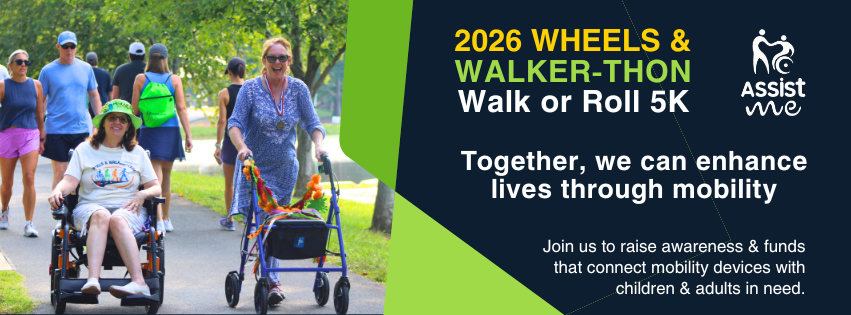 2026 WHEELS &
WALKER-THON
Walk or Roll 5K
ASSIST
me
Together, we can enhance
lives through mobility
Join us to raise awareness & funds
that connect mobility devices with
children & adults in need.